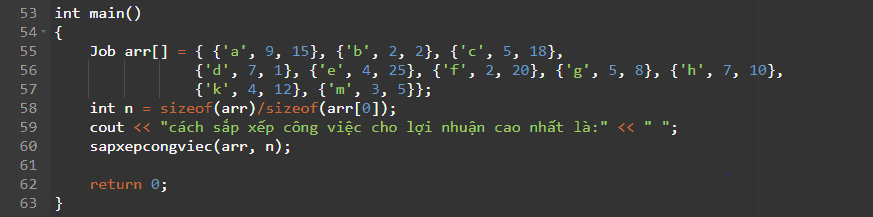 53 int main()
54 {
55 Job arr[] = { {'a', 9, 15}, {'b', 2, 2}, {'c', 5, 18},
56 {'d', 7, 1}, {'e', 4, 25}, {'f', 2, 20}, {'g', 5, 8}, {'h', 7, 10},
57 {'k', 4, 12}, {'m', 3, 5}};
58 int n = sizeof(arr)/sizeof(arr[0]);
59 cout << "cách sắp xếp công việc cho lợi nhuận cao nhất là:" << " ";
60 sapxepcongviec(arr, n);
61
62 return 0;
63 }